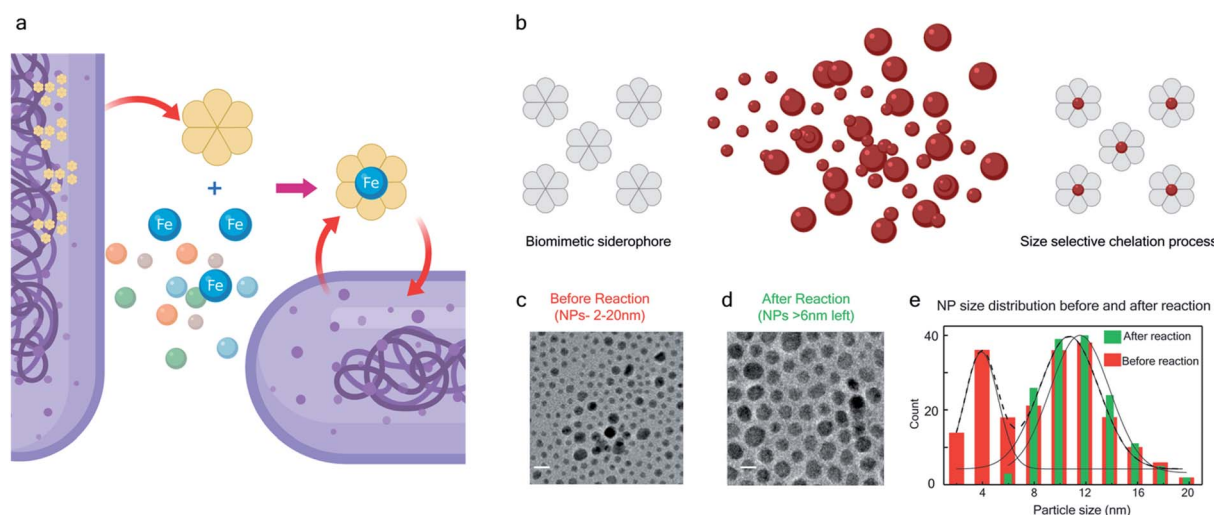 a
+
Fe
Fe
Fe
Fe
b
Biomimetic siderophore
Size selective chelation process
c
Before Reaction
(NPs- 2-20nm)
d
After Reaction
(NPs >6nm left)
e
NP size distribution before and after reaction
After reaction
Before reaction
Count
40
20
0
4
8
12
16
20
Particle size (nm)